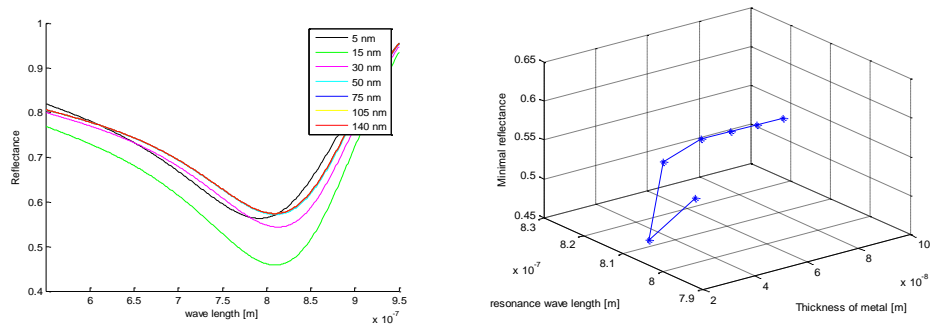 1
0.9
0.8
0.7
0.6
0.5
0.4
Reflectance
6
6.5
7
7.5
8
8.5
9
9.5
x 10^-7
wave length [m]
5 nm
15 nm
30 nm
50 nm
75 nm
105 nm
140 nm
0.65
0.6
0.55
0.5
0.45
Minimal reflectance
8.3
8.2
8.1
8
7.9
x 10^-7
resonance wave length [m]
2
4
6
8
10
x 10^-8
Thickness of metal [m]